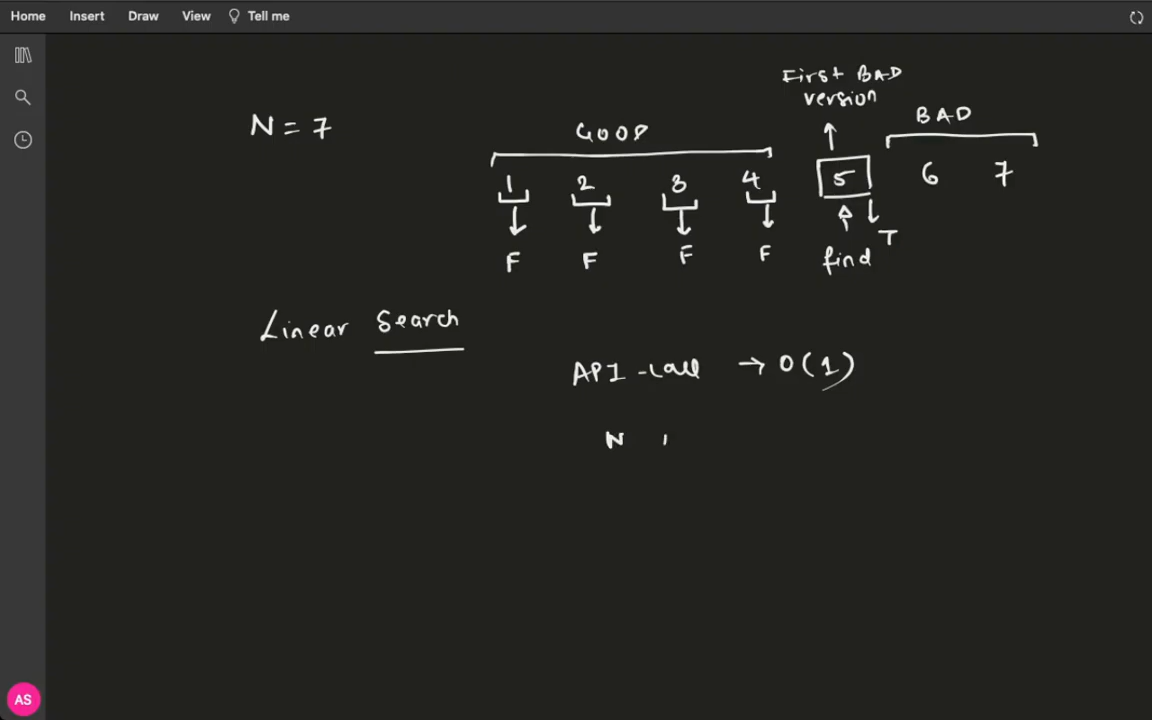 Home Insert Draw View Tell me
First BAD
version
N = 7
GOOD
BAD
1 2 3 4 5 6 7
T
F F F F find
Linear Search
API-call → O(1)
N
AS